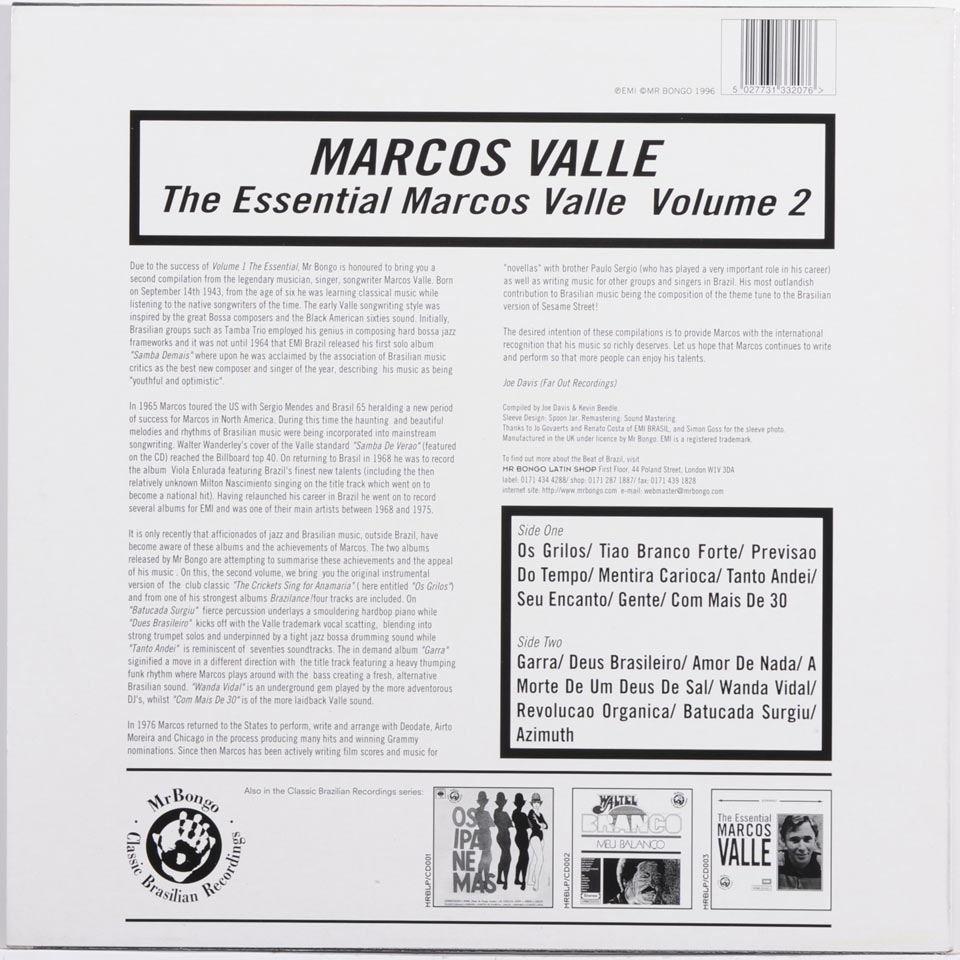 ℗EMI ©MR BONGO 1996
5 027731 332076 >
MARCOS VALLE
The Essential Marcos Valle Volume 2
Due to the success of Volume 1 The Essential, Mr Bongo is honoured to bring you a
second compilation from the legendary musician, singer, songwriter Marcos Valle. Born
on September 14th 1943, from the age of six he was learning classical music while
listening to the native songwriters of the time. The early Valle songwriting style was
inspired by the great Bossa composers and the Black American sixties sound. Initially,
Brasilian groups such as Tamba Trio employed his genius in composing hard bossa jazz
frameworks and it was not until 1964 that EMI Brazil released his first solo album
"Samba Demais" where upon he was acclaimed by the association of Brasilian music
critics as the best new composer and singer of the year, describing his music as being
"youthful and optimistic".
In 1965 Marcos toured the US with Sergio Mendes and Brasil 65 heralding a new period
of success for Marcos in North America. During this time the haunting and beautiful
melodies and rhythms of Brasilian music were being incorporated into mainstream
songwriting. Walter Wanderley's cover of the Valle standard "Samba De Verao" (featured
on the CD) reached the Billboard top 40. On returning to Brasil in 1968 he was to record
the album Viola Enlurada featuring Brazil's finest new talents (including the then
relatively unknown Milton Nascimiento singing on the title track which went on to
become a national hit). Having relaunched his career in Brazil he went on to record
several albums for EMI and was one of their main artists between 1968 and 1975.
It is only recently that afficionados of jazz and Brasilian music, outside Brazil, have
become aware of these albums and the achievements of Marcos. The two albums
released by Mr Bongo are attempting to summarise these achievements and the appeal
of his music . On this, the second volume, we bring you the original instrumental
version of the club classic "The Crickets Sing for Anamaria" ( here entitled "Os Grilos")
and from one of his strongest albums Brazilance!four tracks are included. On
"Batucada Surgiu" fierce percussion underlays a smouldering hardbop piano while
"Dues Brasileiro" kicks off with the Valle trademark vocal scatting, blending into
strong trumpet solos and underpinned by a tight jazz bossa drumming sound while
"Tanto Andei" is reminiscent of seventies soundtracks. The in demand album "Garra"
siginified a move in a different direction with the title track featuring a heavy thumping
funk rhythm where Marcos plays around with the bass creating a fresh, alternative
Brasilian sound. "Wanda Vidal" is an underground gem played by the more adventorous
DJ's, whilst "Com Mais De 30" is of the more laidback Valle sound.
In 1976 Marcos returned to the States to perform, write and arrange with Deodate, Airto
Moreira and Chicago in the process producing many hits and winning Grammy
nominations. Since then Marcos has been actively writing film scores and music for
"novellas" with brother Paulo Sergio (who has played a very important role in his career)
as well as writing music for other groups and singers in Brazil. His most outlandish
contribution to Brasilian music being the composition of the theme tune to the Brasilian
version of Sesame Street!
The desired intention of these compilations is to provide Marcos with the international
recognition that his music so richly deserves. Let us hope that Marcos continues to write
and perform so that more people can enjoy his talents.
Joe Davis (Far Out Recordings)
Compiled by Joe Davis & Kevin Beedle.
Sleeve Design: Spoon Jar. Remastering: Sound Mastering
Thanks to Jo Govaerts and Renato Costa of EMI BRASIL, and Simon Goss for the sleeve photo.
Manufactured in the UK under licence by Mr Bongo. EMI is a registered trademark.
To find out more about the Beat of Brazil, visit
MR BONGO LATIN SHOP First Floor, 44 Poland Street, London W1V 3DA
label: 0171 434 4288/ shop: 0171 287 1887/ fax: 0171 439 1828
internet site: http://www.mrbongo.com e-mail: webmaster@mrbongo.com
Side One
Os Grilos/ Tiao Branco Forte/ Previsao
Do Tempo/ Mentira Carioca/ Tanto Andei/
Seu Encanto/ Gente/ Com Mais De 30
Side Two
Garra/ Deus Brasileiro/ Amor De Nada/ A
Morte De Um Deus De Sal/ Wanda Vidal/
Revolucao Organica/ Batucada Surgiu/
Azimuth
· MrBongo ·
Classic Brasilian Recordings
Also in the Classic Brazilian Recordings series:
HRBLP/CD001
OS
IPA
NE
MAS
HRBLP/CD002
WALTEL
BRANCO
MEU BALANCO
HRBLP/CD003
The Essential
MARCOS
VALLE